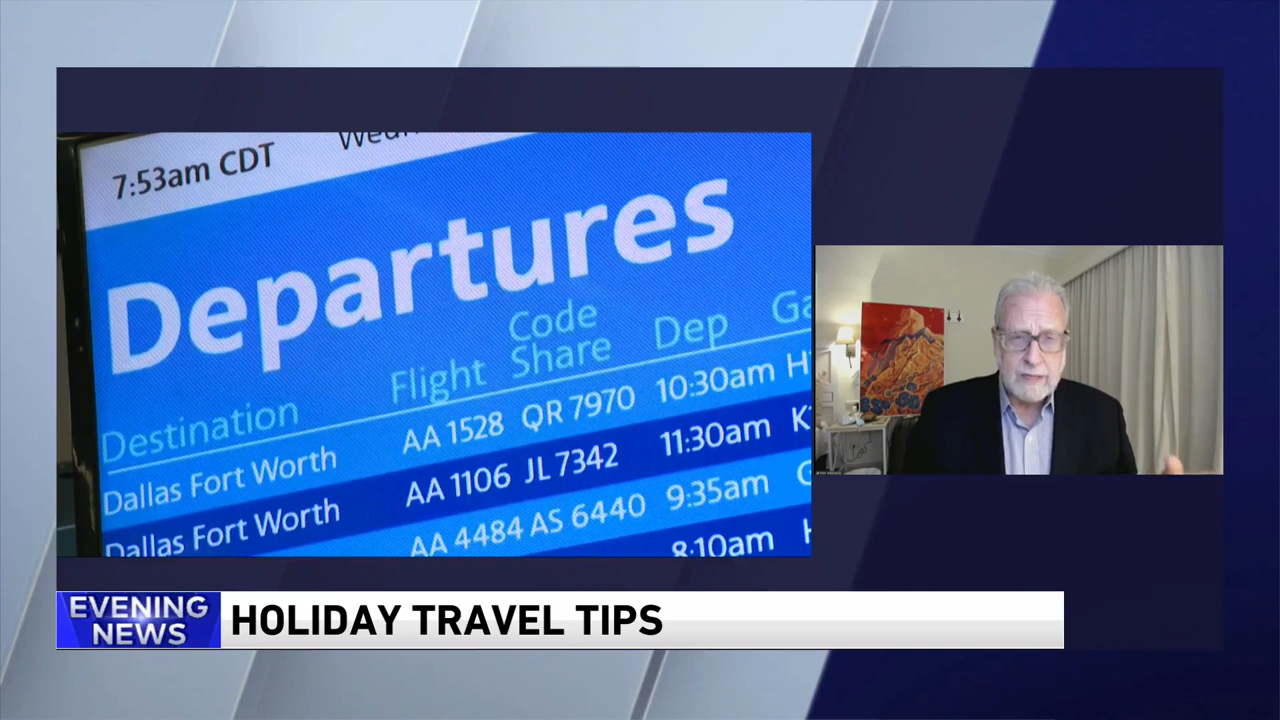 7:53am CDT
Departures
Destination Flight Code Share Dep
Dallas Fort Worth AA 1528 QR 7970 10:30am
Dallas Fort Worth AA 1106 JL 7342 11:30am
AA 4484 AS 6440 9:35am
8:10am
EVENING NEWS
HOLIDAY TRAVEL TIPS